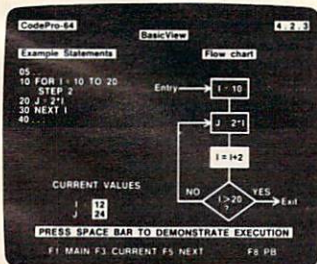 CodePro-64
4.2.3
BasicView
Example Statements
Flow chart
05 . .
10 FOR I = 10 TO 20
STEP 2
20 J = 2*I
30 NEXT I
40 . .
Entry
I = 10
J = 2*I
I = I+2
NO
YES
I>20
?
Exit
CURRENT VALUES
I 12
J 24
PRESS SPACE BAR TO DEMONSTRATE EXECUTION
F1 MAIN F3 CURRENT F5 NEXT F8 PB